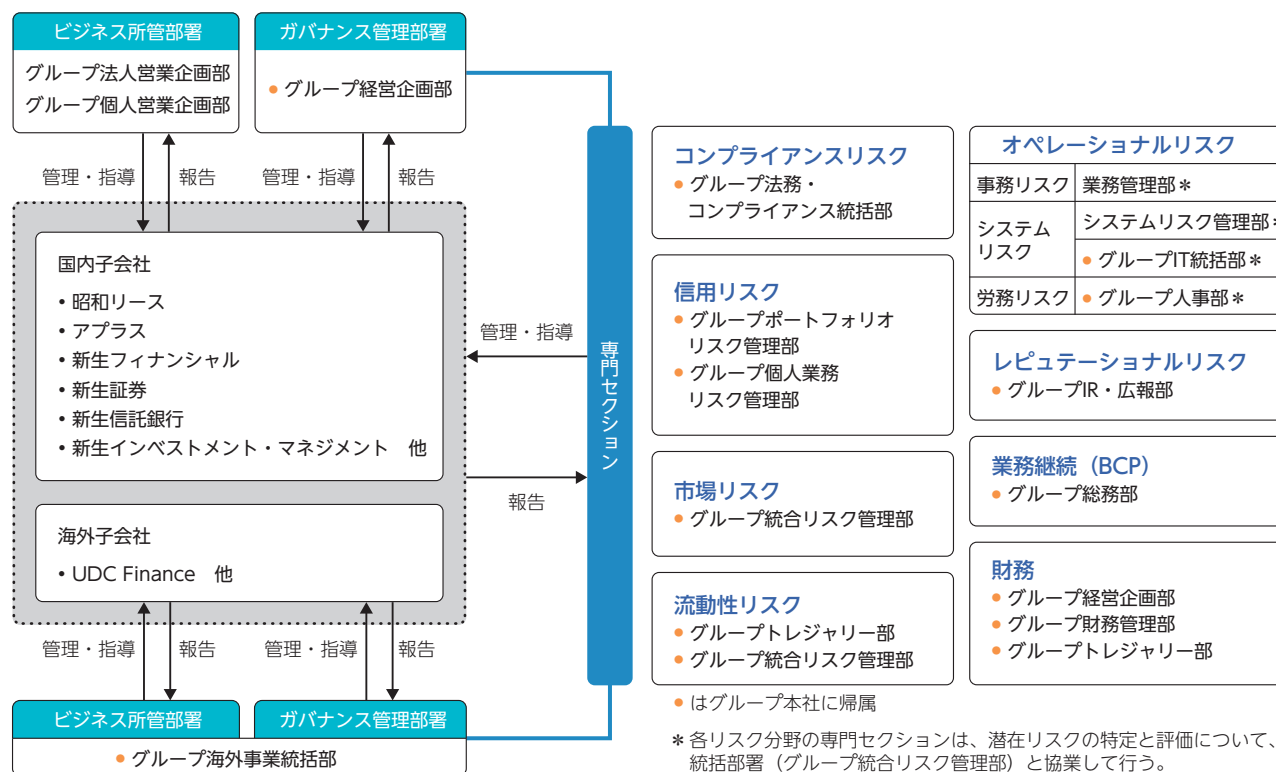 ビジネス所管部署
グループ法人営業企画部
グループ個人営業企画部
ガバナンス管理部署
● グループ経営企画部
管理・指導
報告
管理・指導
報告
国内子会社
• 昭和リース
• アプラス
• 新生フィナンシャル
• 新生証券
• 新生信託銀行
• 新生インベストメント・マネジメント 他
海外子会社
• UDC Finance 他
管理・指導
報告
管理・指導
報告
ビジネス所管部署
ガバナンス管理部署
● グループ海外事業統括部
管理・指導
報告
専門セクション
コンプライアンスリスク
● グループ法務・
コンプライアンス統括部
信用リスク
● グループポートフォリオ
リスク管理部
● グループ個人業務
リスク管理部
市場リスク
● グループ統合リスク管理部
流動性リスク
● グループトレジャリー部
● グループ統合リスク管理部
オペレーショナルリスク
事務リスク 業務管理部*
システム
リスク
システムリスク管理部*
● グループIT統括部*
労務リスク ● グループ人事部*
レピュテーショナルリスク
● グループIR・広報部
業務継続（BCP）
● グループ総務部
財務
● グループ経営企画部
● グループ財務管理部
● グループトレジャリー部
● はグループ本社に帰属
* 各リスク分野の専門セクションは、潜在リスクの特定と評価について、
統括部署（グループ統合リスク管理部）と協業して行う。